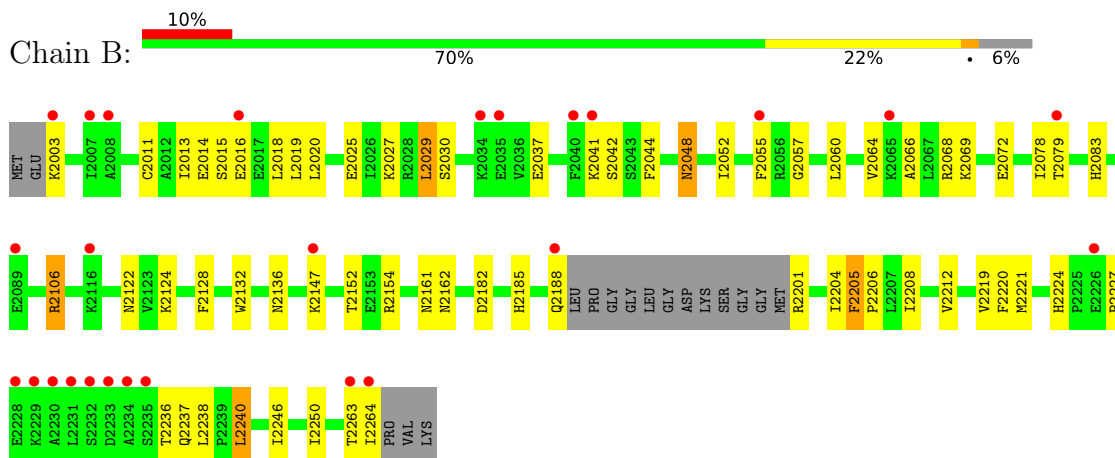 10%
Chain B:
70% 22% • 6%
MET GLU K2003 I2007 A2008 C2011 A2012 I2013 E2014 S2015 E2016 E2017 L2018 L2019 L2020 E2025 I2026 K2027 R2028 L2029 S2030 K2034 E2035 V2036 E2037 F2040 K2041 S2042 S2043 F2044 N2048 I2052 F2055 R2056 G2057 L2060 V2064 K2065 A2066 L2067 R2068 K2069 E2072 I2078 T2079 H2083
E2089 R2106 K2116 N2122 V2123 K2124 F2128 W2132 N2136 K2147 T2152 E2153 R2154 N2161 N2162 D2182 H2185 Q2188 LEU PRO GLY GLY LEU GLY ASP LYS SER GLY GLY MET R2201 I2204 F2205 P2206 L2207 I2208 V2212 V2219 F2220 M2221 H2224 P2225 E2226
E2228 K2229 A2230 L2231 S2232 D2233 A2234 S2235 T2236 Q2237 L2238 P2239 L2240 I2246 I2250 T2263 I2264 PRO VAL LYS